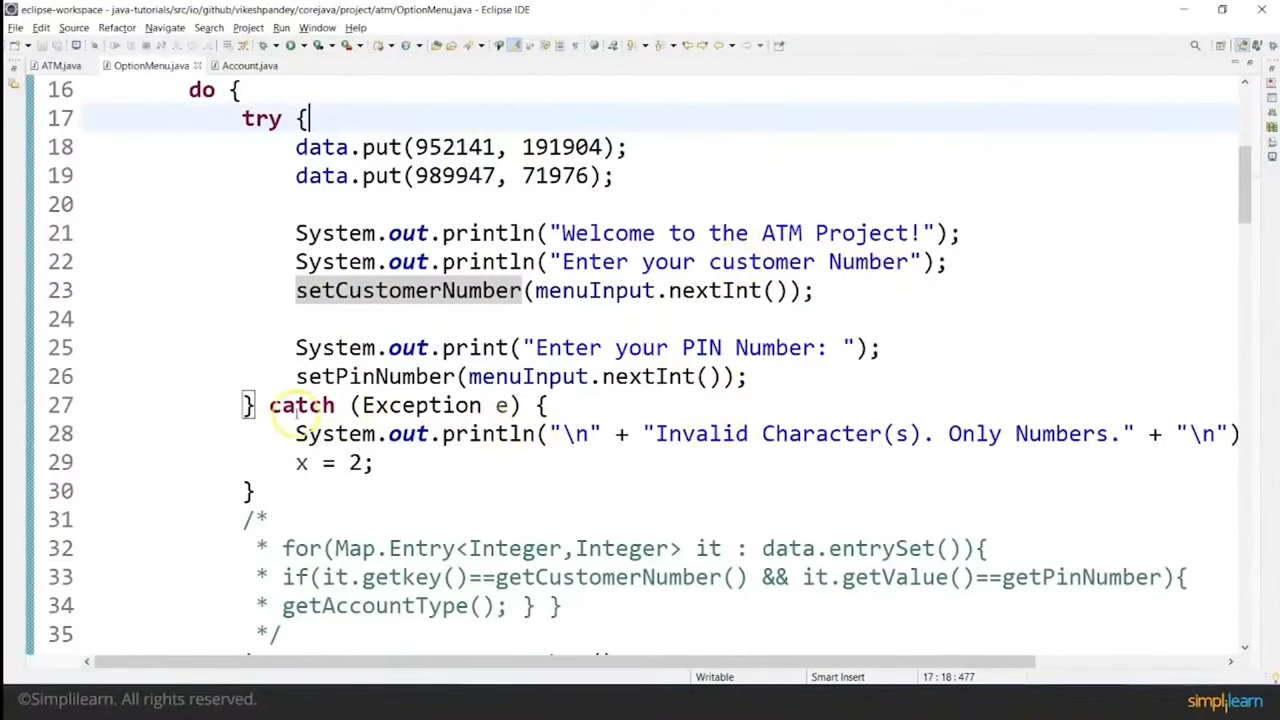 eclipse-workspace - java-tutorials/src/io/github/vikeshpandey/corejava/project/atm/OptionMenu.java - Eclipse IDE
File Edit Source Refactor Navigate Search Project Run Window Help
ATM.java OptionMenu.java Account.java
16 do {
17 try {
18 data.put(952141, 191904);
19 data.put(989947, 71976);
20
21 System.out.println("Welcome to the ATM Project!");
22 System.out.println("Enter your customer Number");
23 setCustomerNumber(menuInput.nextInt());
24
25 System.out.print("Enter your PIN Number: ");
26 setPinNumber(menuInput.nextInt());
27 } catch (Exception e) {
28 System.out.println("\n" + "Invalid Character(s). Only Numbers." + "\n")
29 x = 2;
30 }
31 /*
32 * for(Map.Entry<Integer,Integer> it : data.entrySet()){
33 * if(it.getkey()==getCustomerNumber() && it.getValue()==getPinNumber){
34 * getAccountType(); } }
35 */
Writable Smart Insert 17 : 18 : 477
©Simplilearn. All rights reserved.
simplilearn